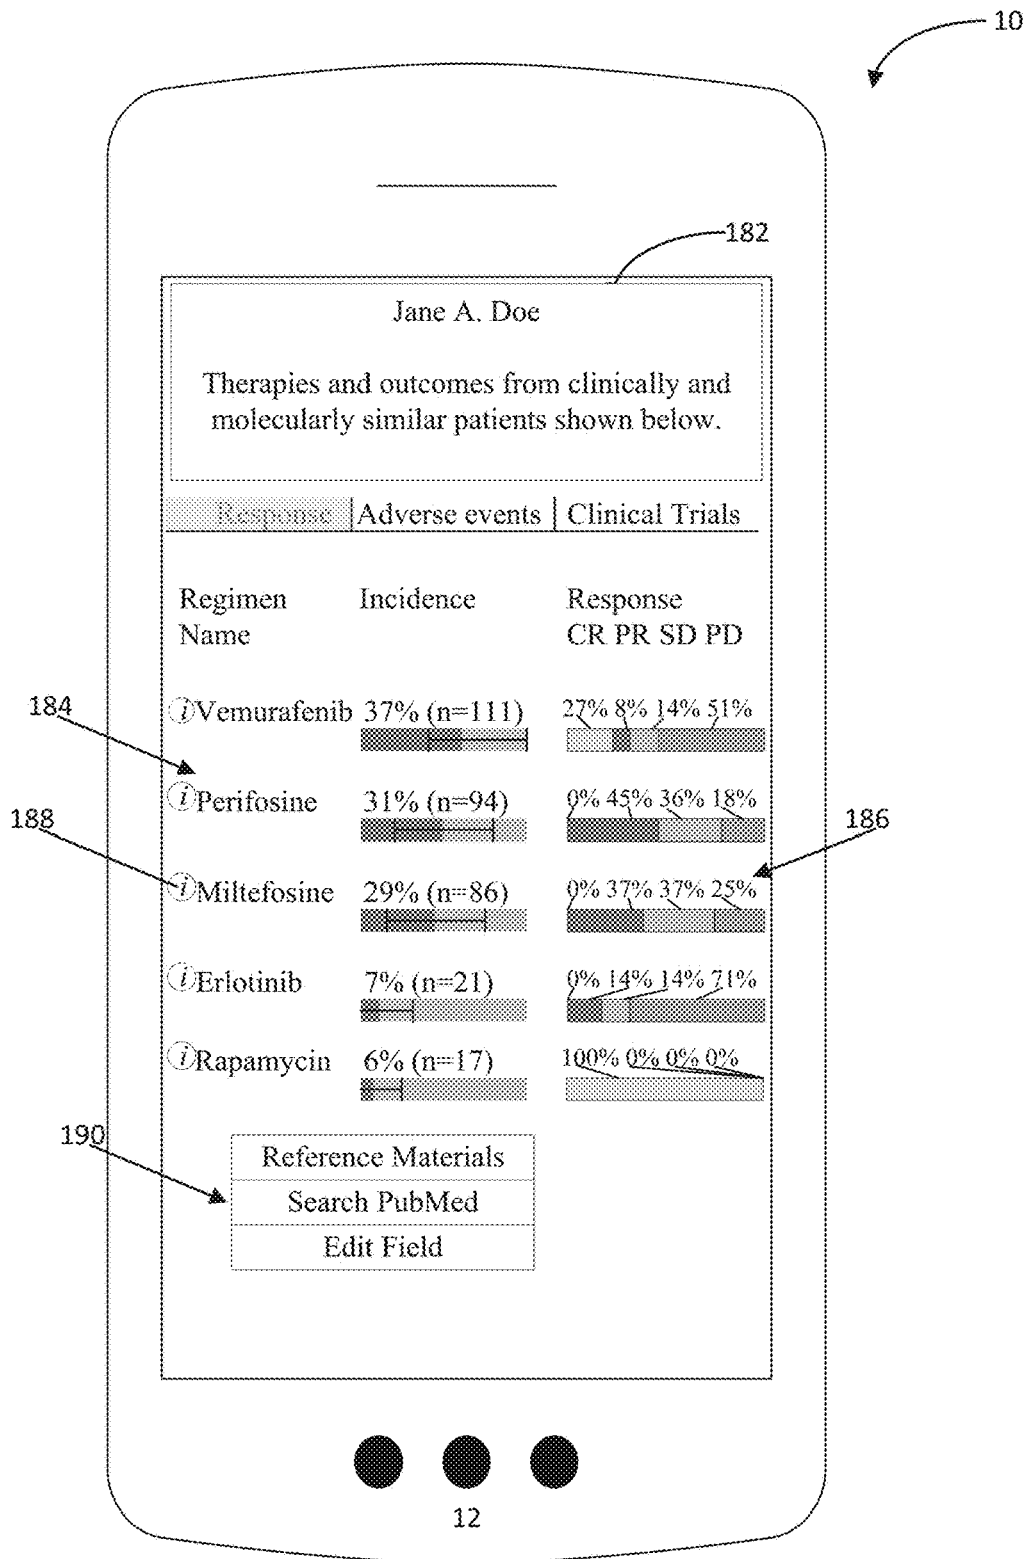 10
182
Jane A. Doe
Therapies and outcomes from clinically and
molecularly similar patients shown below.
Response Adverse events Clinical Trials
Regimen Incidence Response
Name CR PR SD PD
184
i Vemurafenib 37% (n=111) 27% 8% 14% 51%
i Perifosine 31% (n=94) 0% 45% 36% 18%
188
186
i Miltefosine 29% (n=86) 0% 37% 37% 25%
i Erlotinib 7% (n=21) 0% 14% 14% 71%
i Rapamycin 6% (n=17) 100% 0% 0% 0%
190
Reference Materials
Search PubMed
Edit Field
12